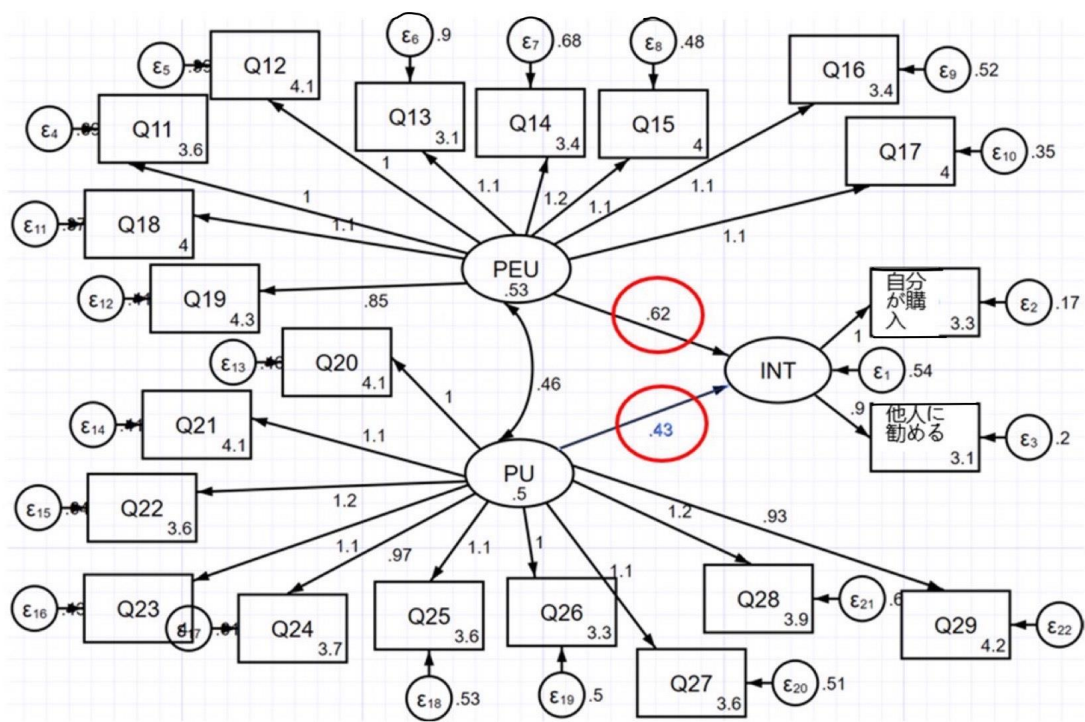 ε6 .9
ε7 .68
ε8 .48
ε5
Q12
4.1
Q13
3.1
Q14
3.4
Q15
4
Q16
3.4
ε9 .52
ε4
Q11
3.6
Q17
4
ε10 .35
ε11
Q18
4
1
1
1.1
1.1
1.2
1.1
1.1
1.1
PEU
.53
ε12
Q19
4.3
.85
.62
自分
が購
入
3.3
ε2 .17
1
ε13
Q20
4.1
1
.46
INT
ε1 .54
ε14
Q21
4.1
1.1
.43
.9
他人に
勧める
3.1
ε3 .2
PU
.5
ε15
Q22
3.6
1.2
1.1
.97
1.1
1
1.1
1.2
.93
ε16
Q23
ε17
Q24
3.7
Q25
3.6
Q26
3.3
Q28
3.9
ε21
Q29
4.2
ε22
ε18 .53
ε19 .5
Q27
3.6
ε20 .51